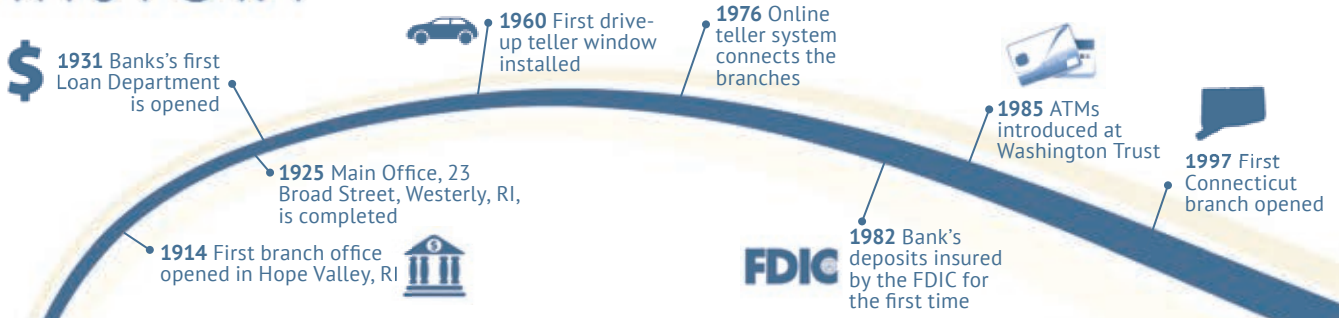 $
1931 Banks's first
Loan Department
is opened
1960 First drive-
up teller window
installed
1976 Online
teller system
connects the
branches
1985 ATMs
introduced at
Washington Trust
1997 First
Connecticut
branch opened
1925 Main Office, 23
Broad Street, Westerly, RI,
is completed
1914 First branch office
opened in Hope Valley, RI
$
FDIC
1982 Bank's
deposits insured
by the FDIC for
the first time